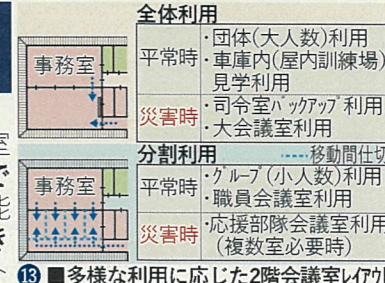 全体利用
事務室
平常時
・団体(大人数)利用
・車庫内(屋内訓練場)
見学利用
災害時
・司令室バックアップ利用
・大会議室利用
分割利用
移動間仕切
事務室
平常時
・グループ(小人数)利用
・職員会議室利用
災害時
・応援部隊会議室利用
(複数室必要時)
⑬ ■多様な利用に応じた2階会議室レイアウ